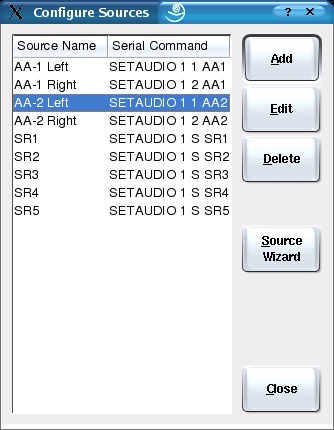 Configure Sources
Source Name Serial Command
AA-1 Left SETAUDIO 1 1 AA1
AA-1 Right SETAUDIO 1 2 AA1
AA-2 Left SETAUDIO 1 1 AA2
AA-2 Right SETAUDIO 1 2 AA2
SR1 SETAUDIO 1 S SR1
SR2 SETAUDIO 1 S SR2
SR3 SETAUDIO 1 S SR3
SR4 SETAUDIO 1 S SR4
SR5 SETAUDIO 1 S SR5
Add
Edit
Delete
Source
Wizard
Close